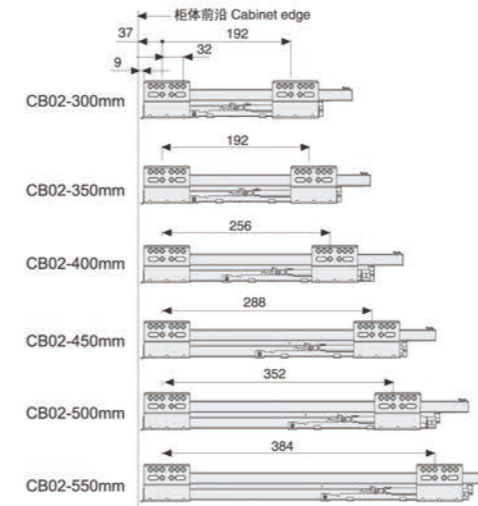 柜体前沿 Cabinet edge
37
192
32
9
CB02-300mm
192
CB02-350mm
256
CB02-400mm
288
CB02-450mm
352
CB02-500mm
384
CB02-550mm